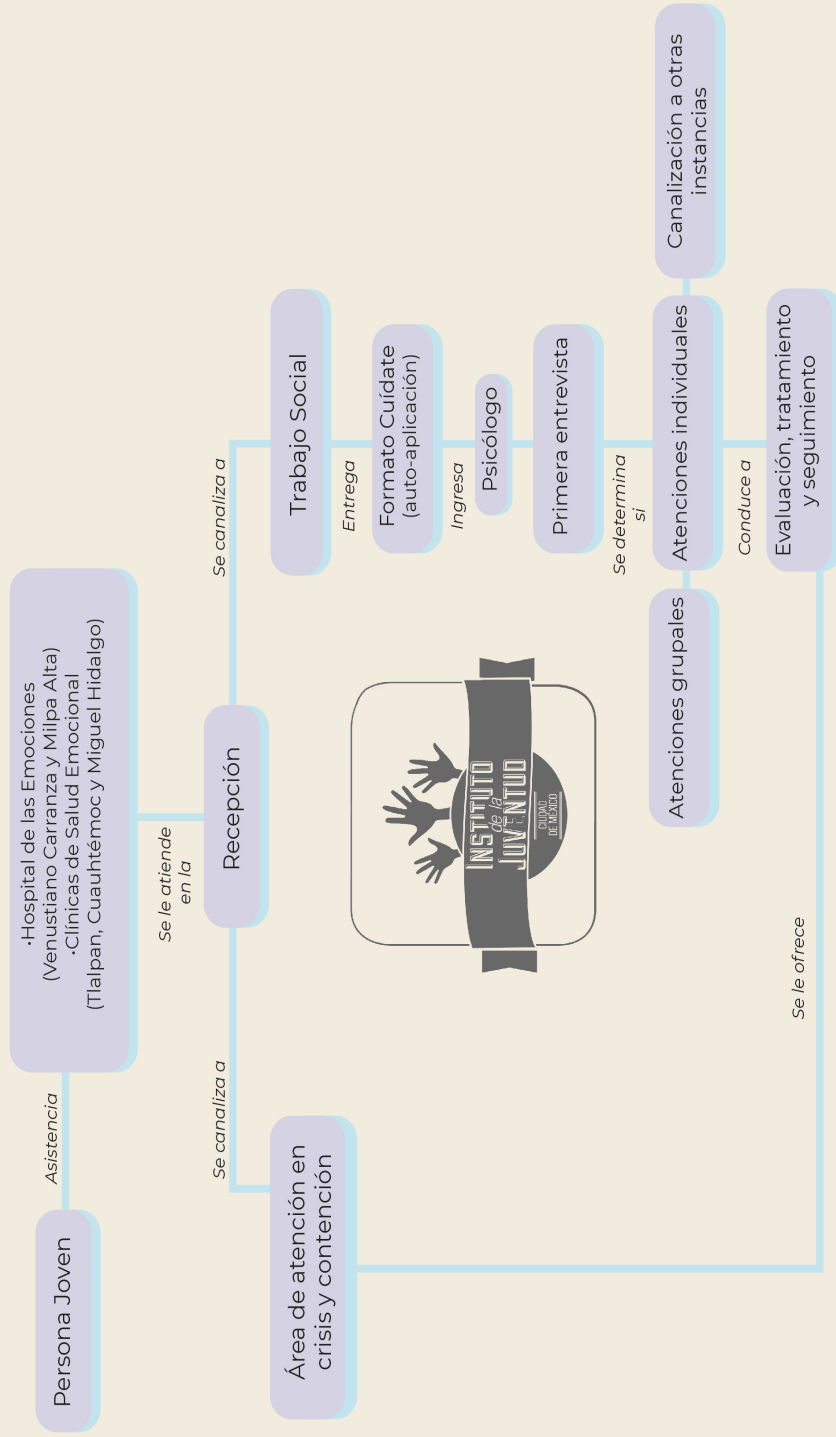 Persona Joven
Asistencia
·Hospital de las Emociones
(Venustiano Carranza y Milpa Alta)
·Clínicas de Salud Emocional
(Tlalpan, Cuauhtémoc y Miguel Hidalgo)
Se le atiende
en la
Recepción
Se canaliza a
Área de atención en
crisis y contención
Se canaliza a
Trabajo Social
Entrega
Formato Cuídate
(auto-aplicación)
Ingresa
Psicólogo
Primera entrevista
Se determina
si
Atenciones grupales
Atenciones individuales
Canalización a otras
instancias
Conduce a
Evaluación, tratamiento
y seguimiento
Se le ofrece
INSTITUTO
de la
JUVENTUD
CIUDAD
DE MÉXICO